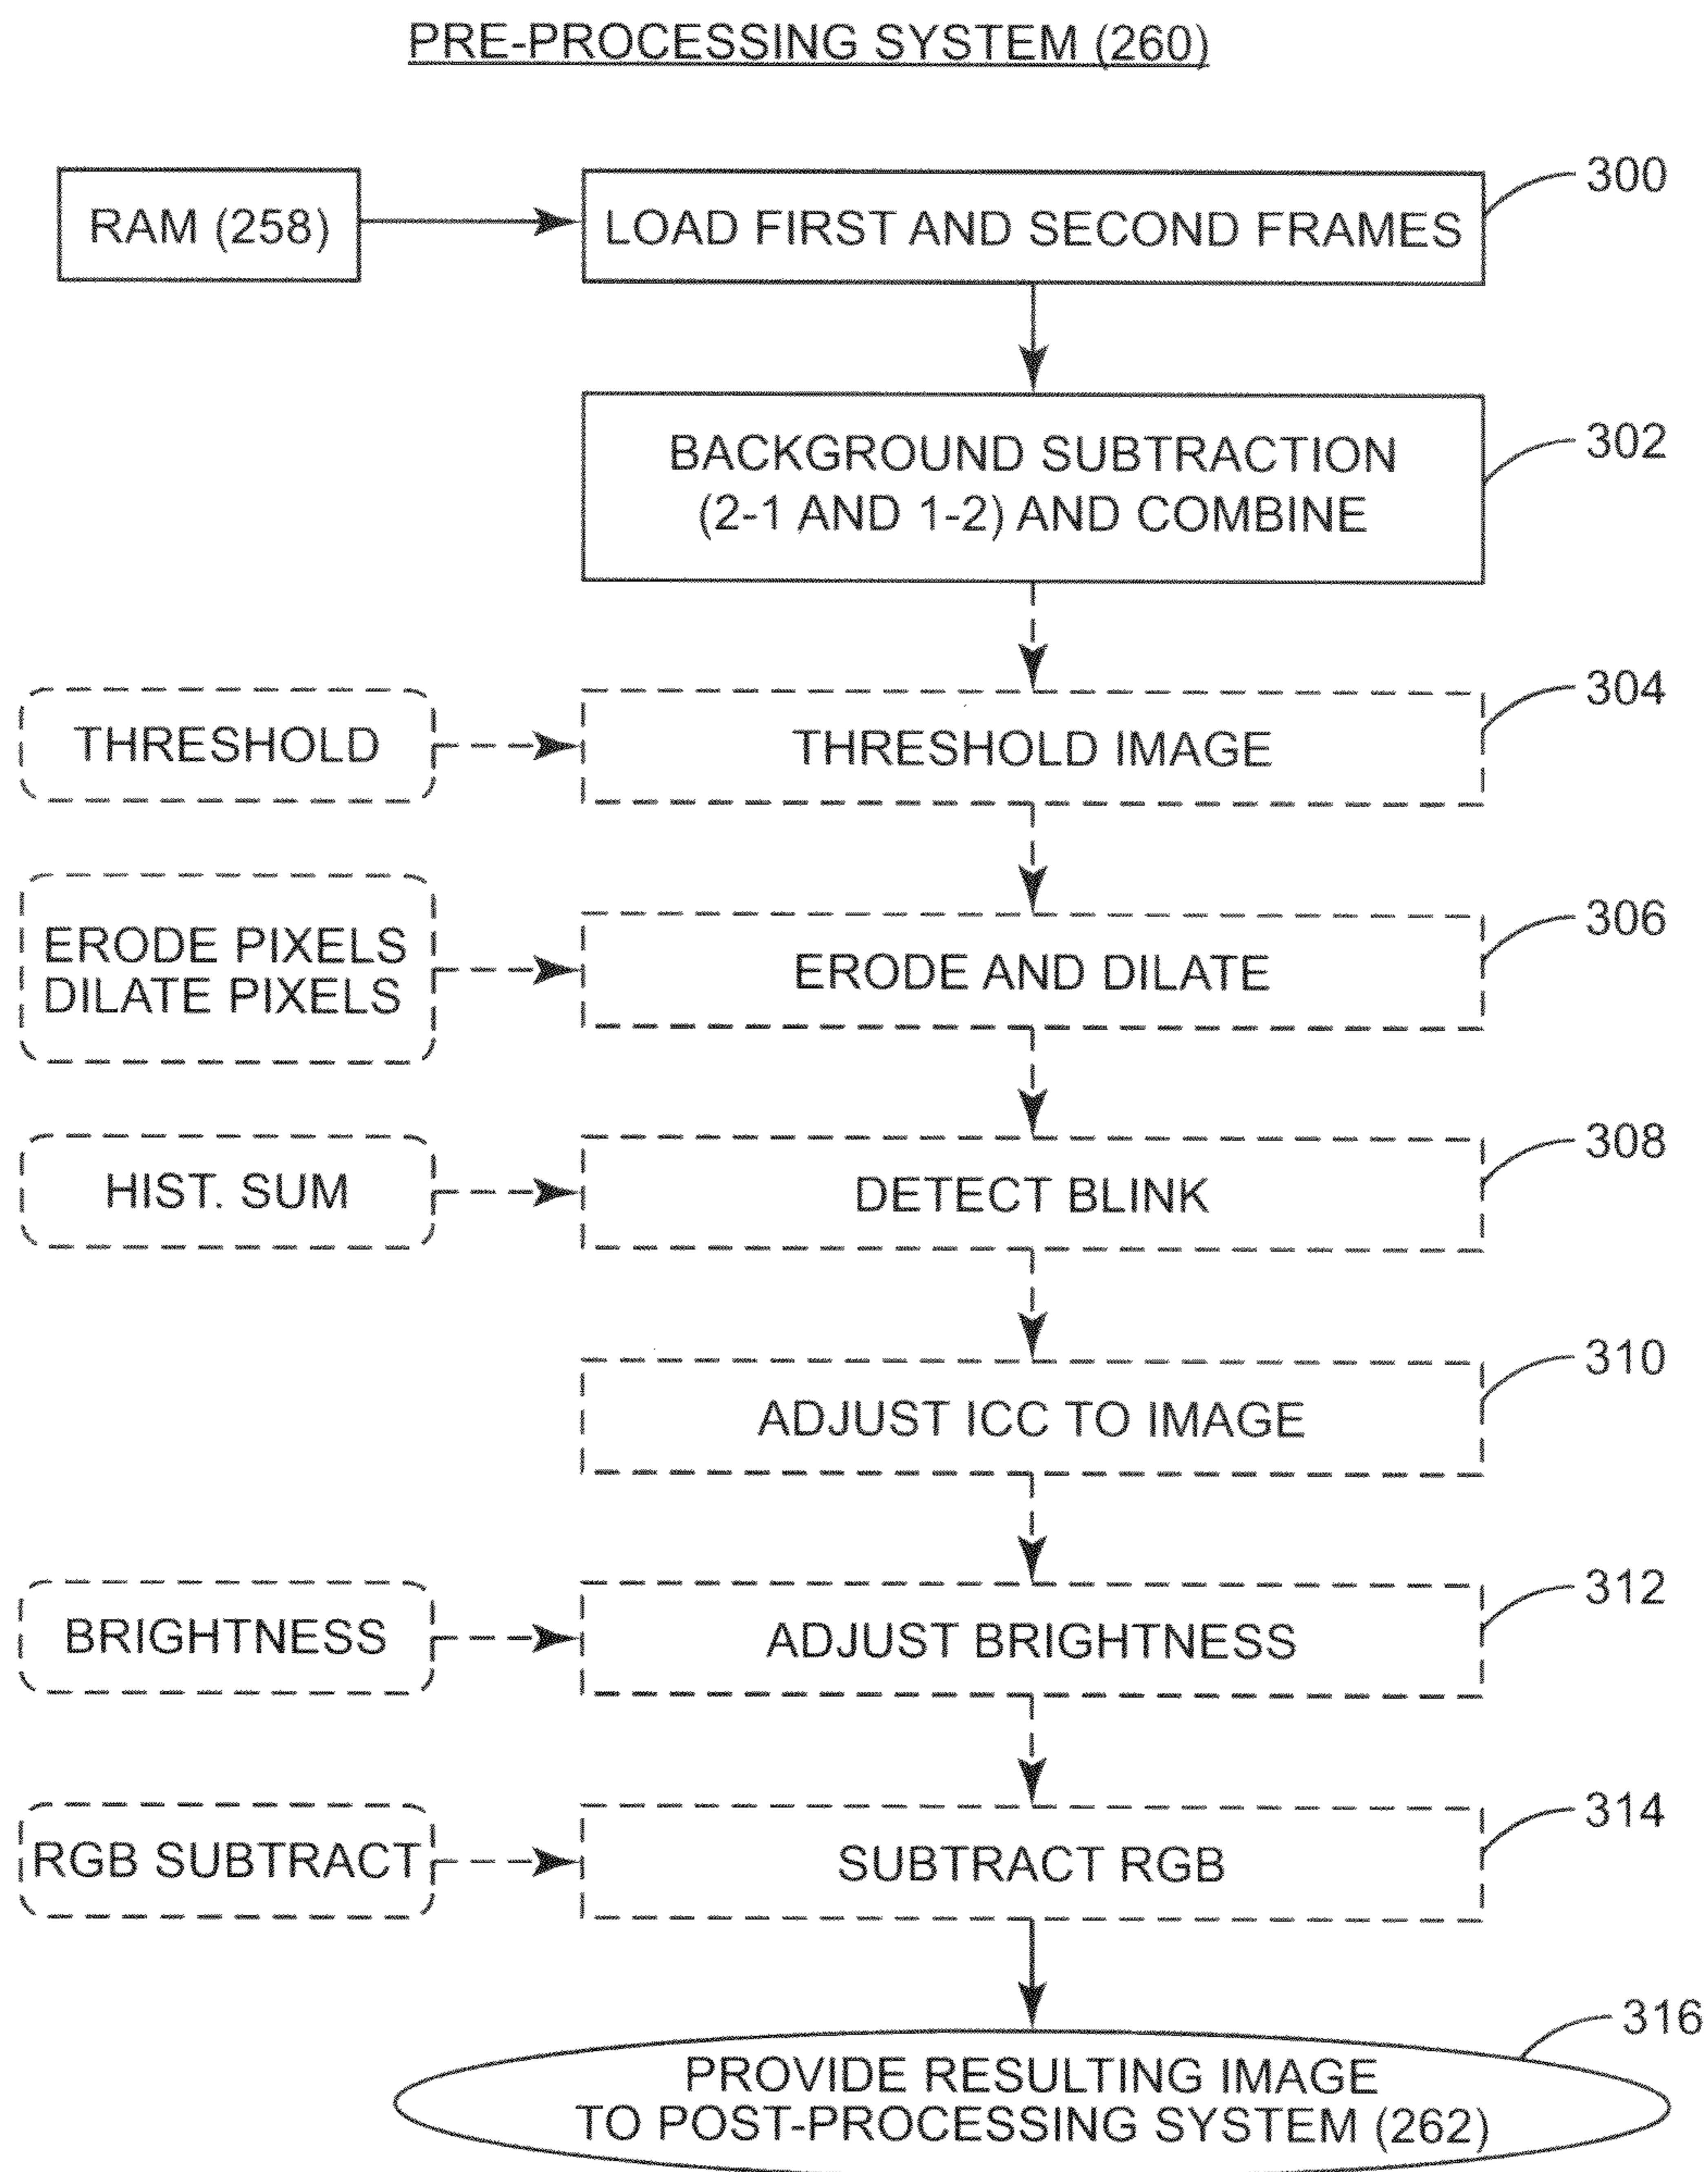 PRE-PROCESSING SYSTEM (260)
RAM (258)
LOAD FIRST AND SECOND FRAMES
300
BACKGROUND SUBTRACTION
(2-1 AND 1-2) AND COMBINE
302
THRESHOLD
THRESHOLD IMAGE
304
ERODE PIXELS
DILATE PIXELS
ERODE AND DILATE
306
HIST. SUM
DETECT BLINK
308
ADJUST ICC TO IMAGE
310
BRIGHTNESS
ADJUST BRIGHTNESS
312
RGB SUBTRACT
SUBTRACT RGB
314
PROVIDE RESULTING IMAGE
TO POST-PROCESSING SYSTEM (262)
316